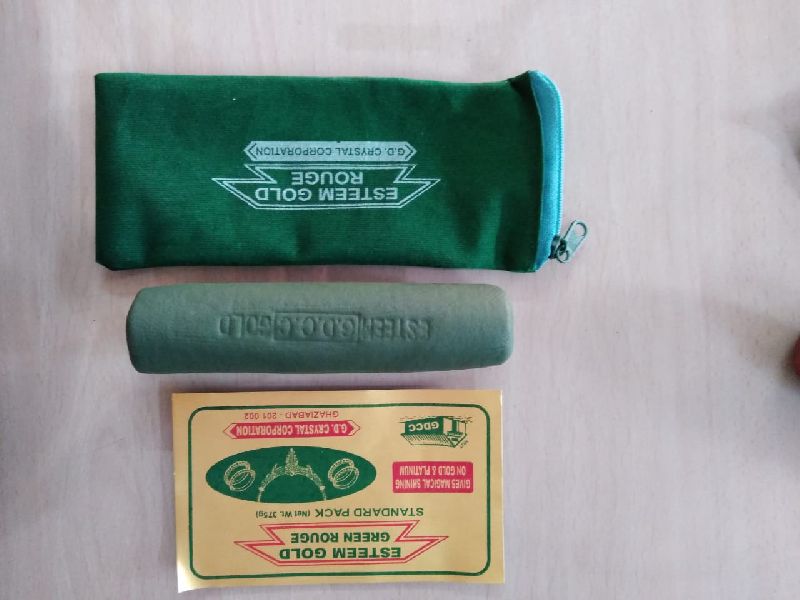 ESTEEM GOLD
ROUGE
G.D. CRYSTAL CORPORATION
ESTEEM G.D.C.C GOLD
ESTEEM GOLD
GREEN ROUGE
STANDARD PACK (Net Wt. 375g)
GIVES MAGICAL SHINING
ON GOLD & PLATINUM
GDCC
G.D. CRYSTAL CORPORATION
GHAZIABAD - 201 002